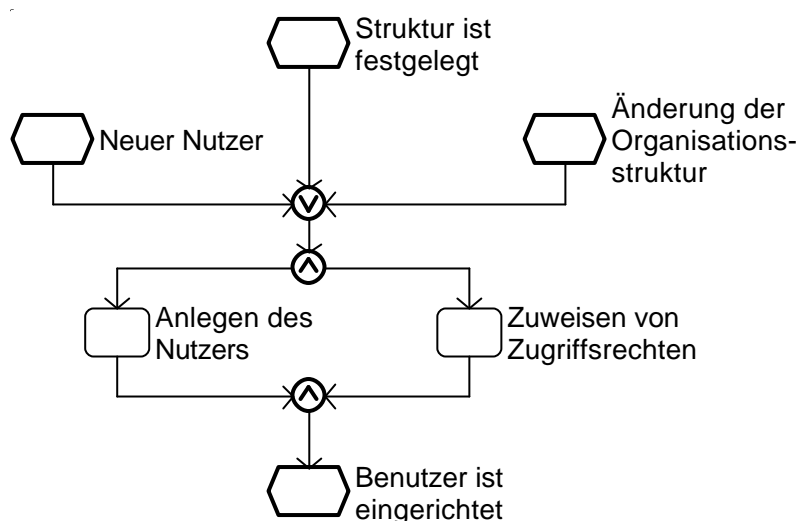 Struktur ist
festgelegt
Neuer Nutzer
Änderung der
Organisations-
struktur
Anlegen des
Nutzers
Zuweisen von
Zugriffsrechten
Benutzer ist
eingerichtet